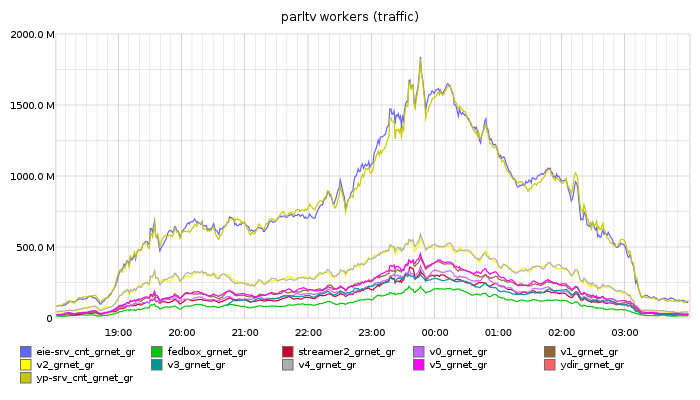 parltv workers (traffic)
2000.0 M
1500.0 M
1000.0 M
500.0 M
0
19:00 20:00 21:00 22:00 23:00 00:00 01:00 02:00 03:00
eie-srv_cnt_grnet_gr fedbox_grnet_gr streamer2_grnet_gr v0_grnet_gr v1_grnet_gr
v2_grnet_gr v3_grnet_gr v4_grnet_gr v5_grnet_gr ydir_grnet_gr
yp-srv_cnt_grnet_gr